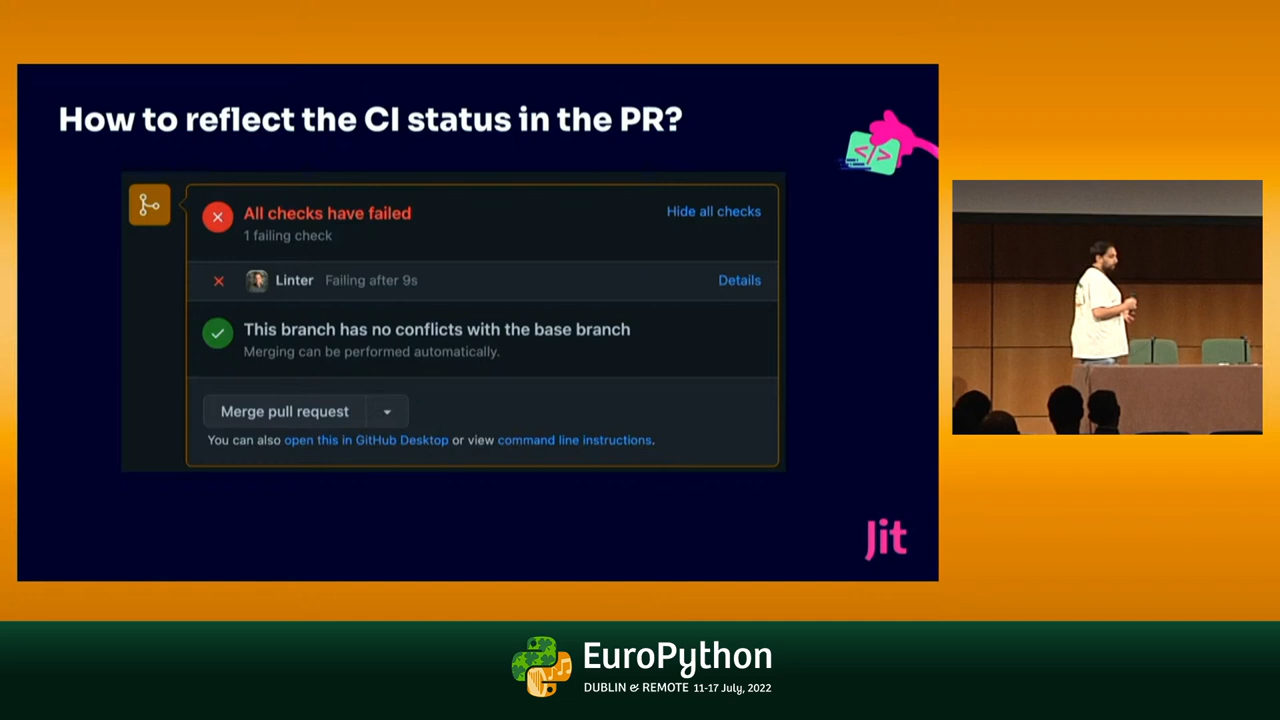 How to reflect the CI status in the PR?
</>
All checks have failed
Hide all checks
1 failing check
Linter Failing after 9s
Details
This branch has no conflicts with the base branch
Merging can be performed automatically.
Merge pull request
You can also open this in GitHub Desktop or view command line instructions.
Jit
EuroPython
DUBLIN & REMOTE 11-17 July, 2022